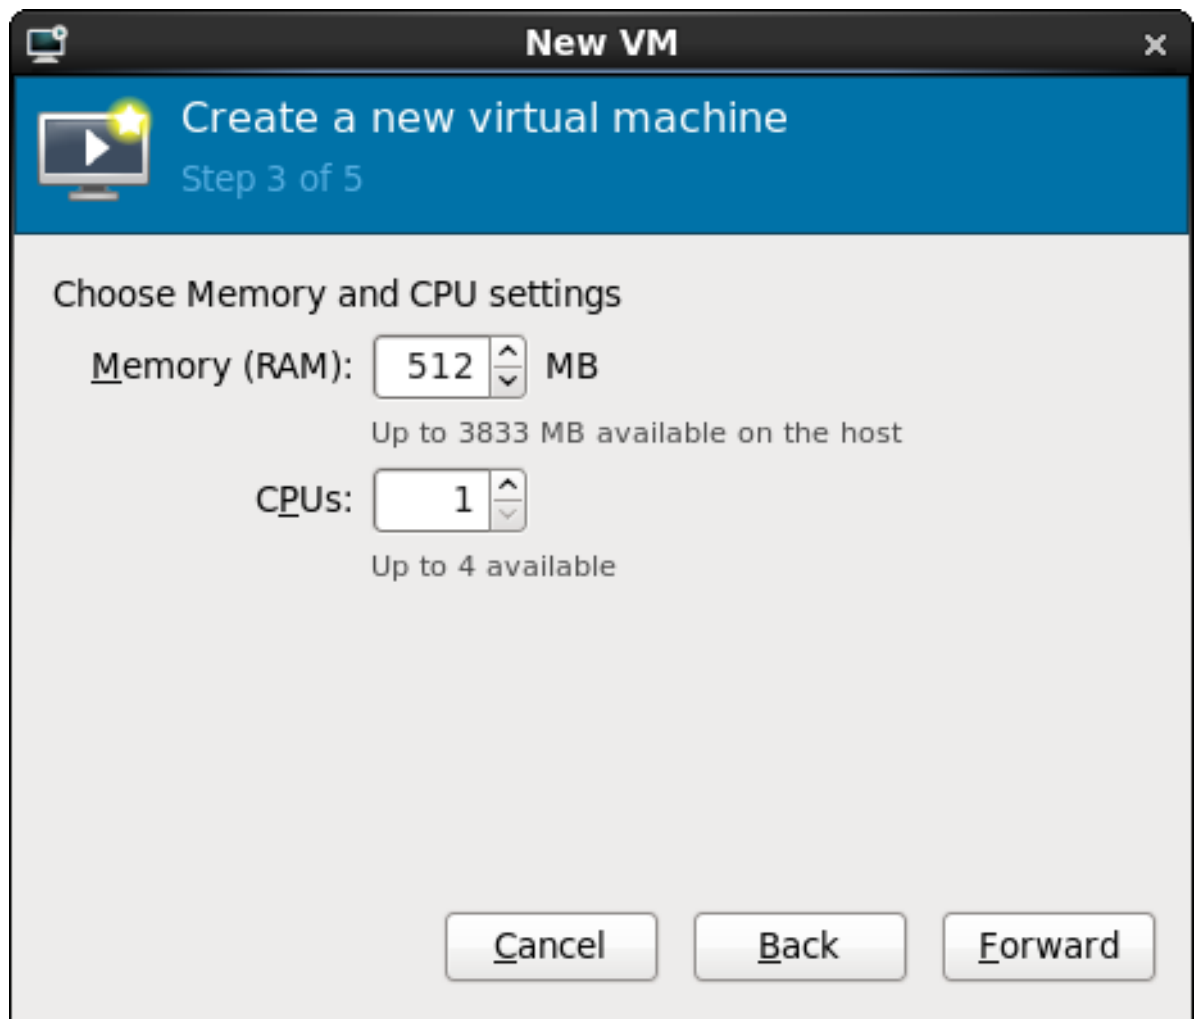 New VM
Create a new virtual machine
Step 3 of 5
Choose Memory and CPU settings
Memory (RAM): 512 MB
Up to 3833 MB available on the host
CPUs: 1
Up to 4 available
Cancel Back Forward